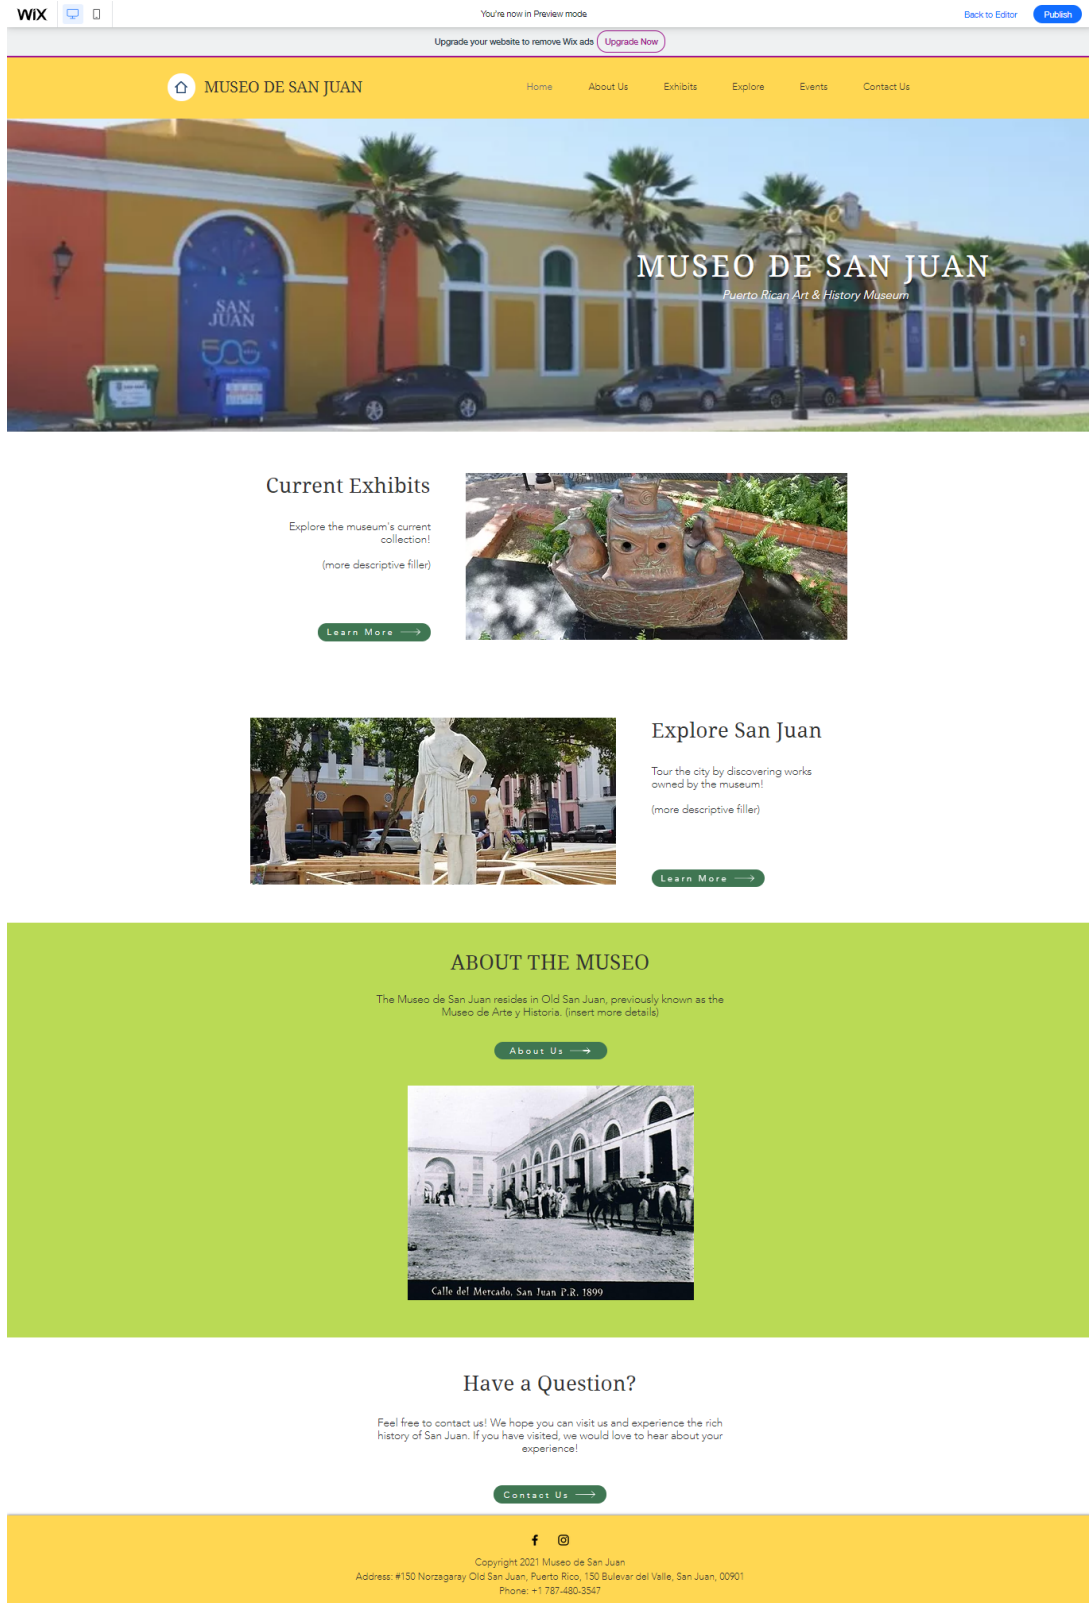 WiX
You're now in Preview mode
Back to Editor
Publish
Upgrade your website to remove Wix ads
Upgrade Now
MUSEO DE SAN JUAN
Home
About Us
Exhibits
Explore
Events
Contact Us
SAN
JUAN
500
MUSEO DE SAN JUAN
Puerto Rican Art & History Museum
Current Exhibits
Explore the museum's current
collection!
(more descriptive filler)
Learn More
Explore San Juan
Tour the city by discovering works
owned by the museum!
(more descriptive filler)
Learn More
ABOUT THE MUSEO
The Museo de San Juan resides in Old San Juan, previously known as the
Museo de Arte y Historia. (insert more details)
About Us
Calle del Mercado, San Juan P.R. 1899
Have a Question?
Feel free to contact us! We hope you can visit us and experience the rich
history of San Juan. If you have visited, we would love to hear about your
experience!
Contact Us
Copyright 2021 Museo de San Juan
Address: #150 Norzagaray Old San Juan, Puerto Rico, 150 Bulevar del Valle, San Juan, 00901
Phone: +1 787-480-3547